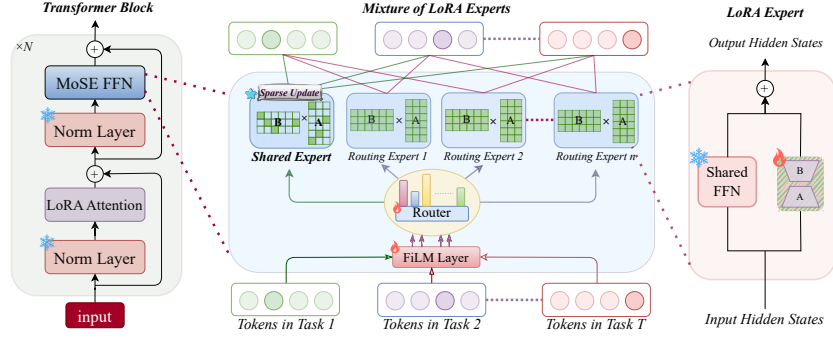 Transformer Block
×N
MoSE FFN
Norm Layer
LoRA Attention
Norm Layer
input
Mixture of LoRA Experts
Sparse Update
B × A
B × A
B × A
B × A
Shared Expert
Routing Expert 1
Routing Expert 2
Routing Expert n
Router
FiLM Layer
Tokens in Task 1
Tokens in Task 2
Tokens in Task T
LoRA Expert
Output Hidden States
+
Shared
FFN
B
A
Input Hidden States